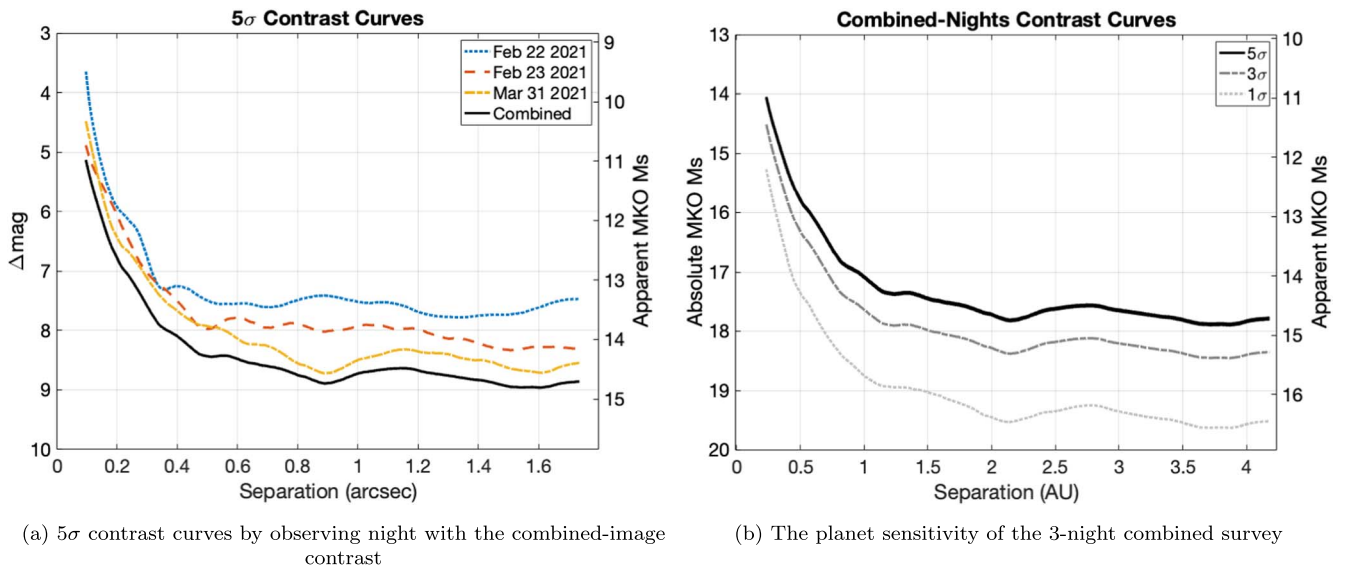 5σ Contrast Curves
3
4
5
6
7
8
9
10
Δmag
9
10
11
12
13
14
15
Apparent MKO Ms
Feb 22 2021
Feb 23 2021
Mar 31 2021
Combined
0 0.2 0.4 0.6 0.8 1 1.2 1.4 1.6
Separation (arcsec)
(a) 5σ contrast curves by observing night with the combined-image
contrast
Combined-Nights Contrast Curves
13
14
15
16
17
18
19
20
Absolute MKO Ms
10
11
12
13
14
15
16
Apparent MKO Ms
5σ
3σ
1σ
0 0.5 1 1.5 2 2.5 3 3.5 4
Separation (AU)
(b) The planet sensitivity of the 3-night combined survey